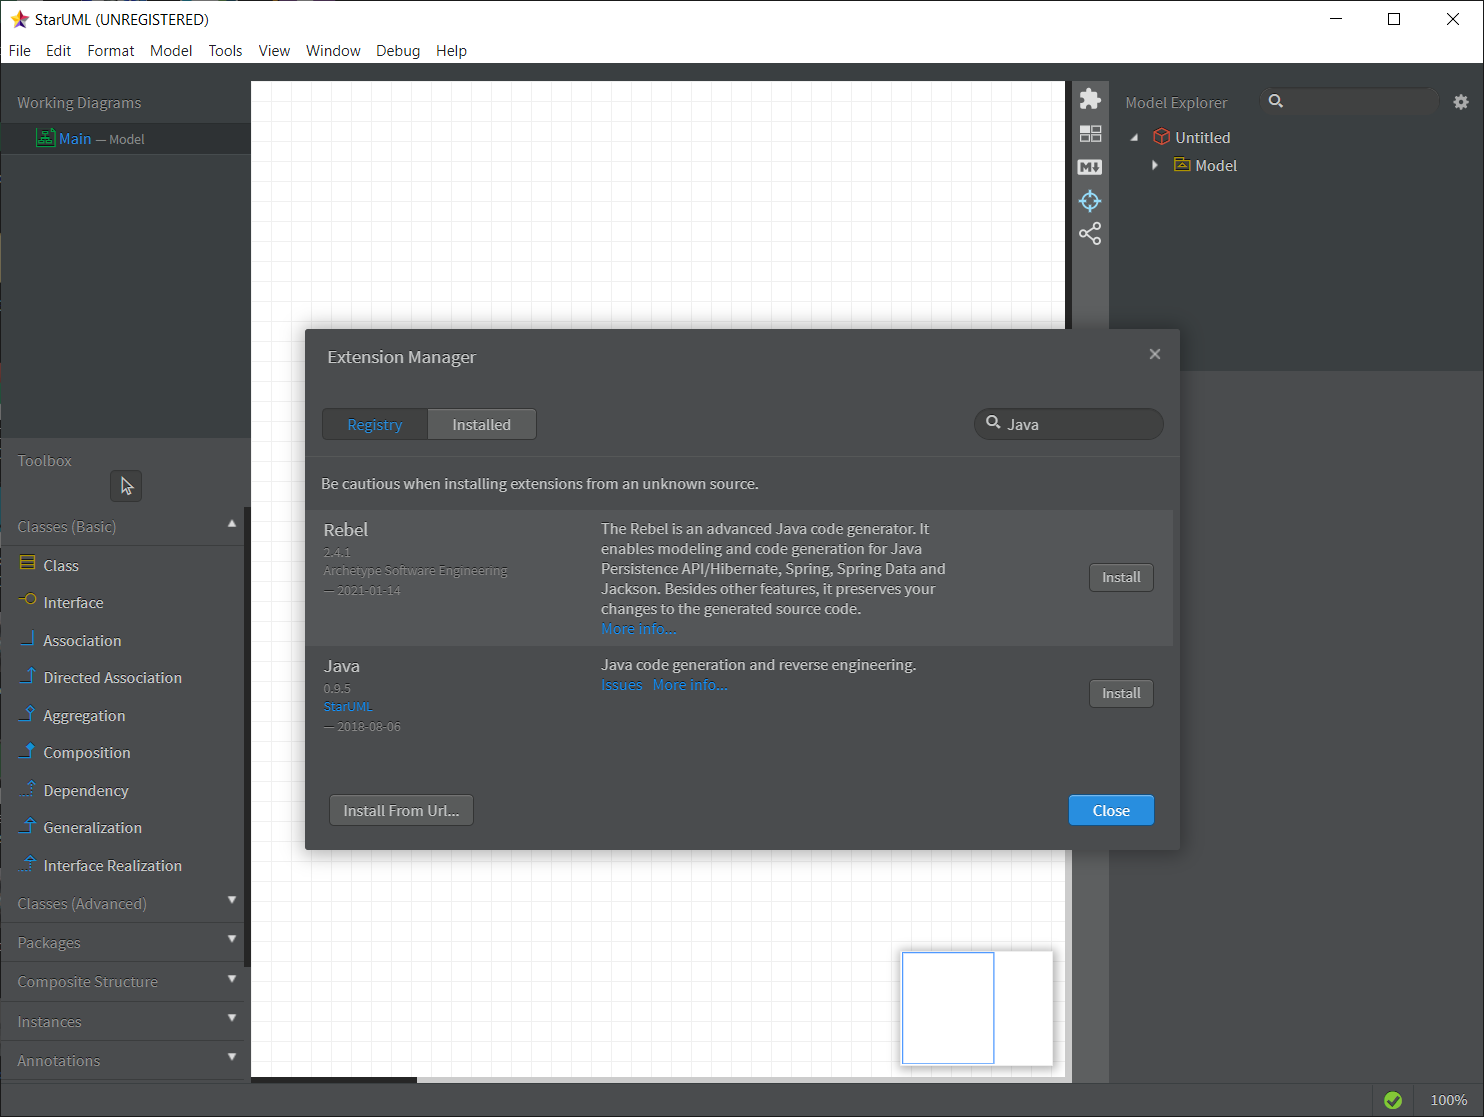 StarUML (UNREGISTERED)
File Edit Format Model Tools View Window Debug Help
Working Diagrams
Main — Model
Toolbox
Classes (Basic)
Class
Interface
Association
Directed Association
Aggregation
Composition
Dependency
Generalization
Interface Realization
Classes (Advanced)
Packages
Composite Structure
Instances
Annotations
Extension Manager
Registry Installed
Java
Be cautious when installing extensions from an unknown source.
Rebel
2.4.1
Archetype Software Engineering
— 2021-01-14
The Rebel is an advanced Java code generator. It
enables modeling and code generation for Java
Persistence API/Hibernate, Spring, Spring Data and
Jackson. Besides other features, it preserves your
changes to the generated source code.
More info...
Install
Java
0.9.5
StarUML
— 2018-08-06
Java code generation and reverse engineering.
Issues More info...
Install
Install From Url...
Close
M
Model Explorer
Untitled
Model
100%